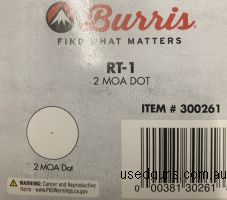 Burris
FIND WHAT MATTERS
RT-1
2 MOA DOT
ITEM # 300261
2 MOA Dot
WARNING: Cancer and Reproductive
Harm - www.P65Warnings.ca.gov
usedguns.com.au
0 00381 30261